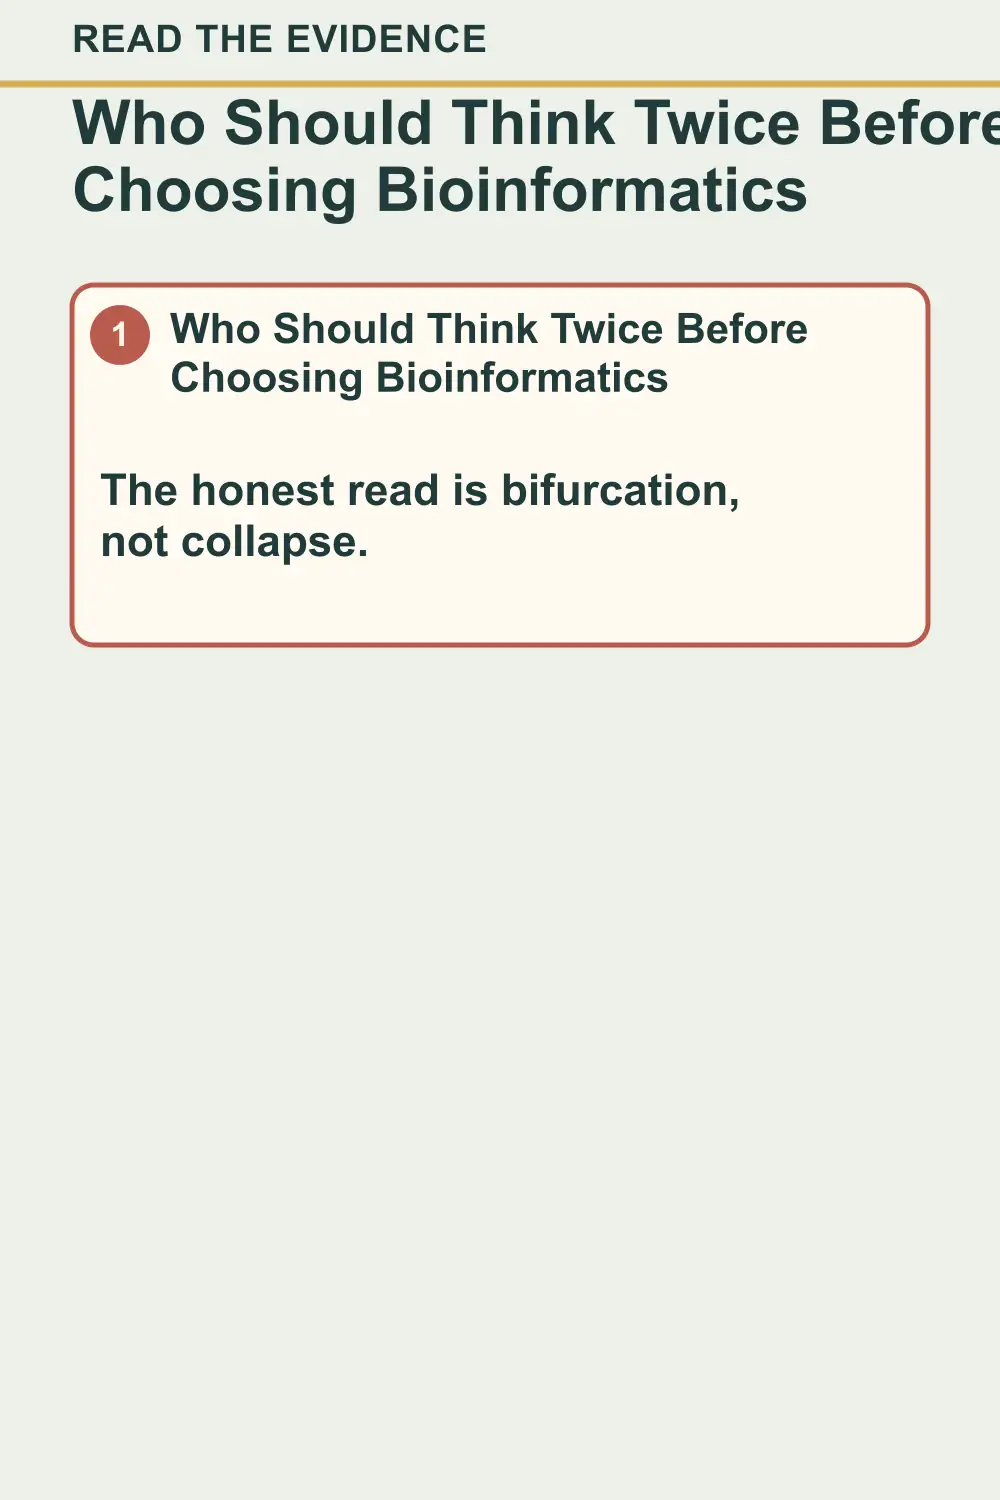 READ THE EVIDENCE
Who Should Think Twice Before
Choosing Bioinformatics
1
Who Should Think Twice Before
Choosing Bioinformatics
The honest read is bifurcation,
not collapse.